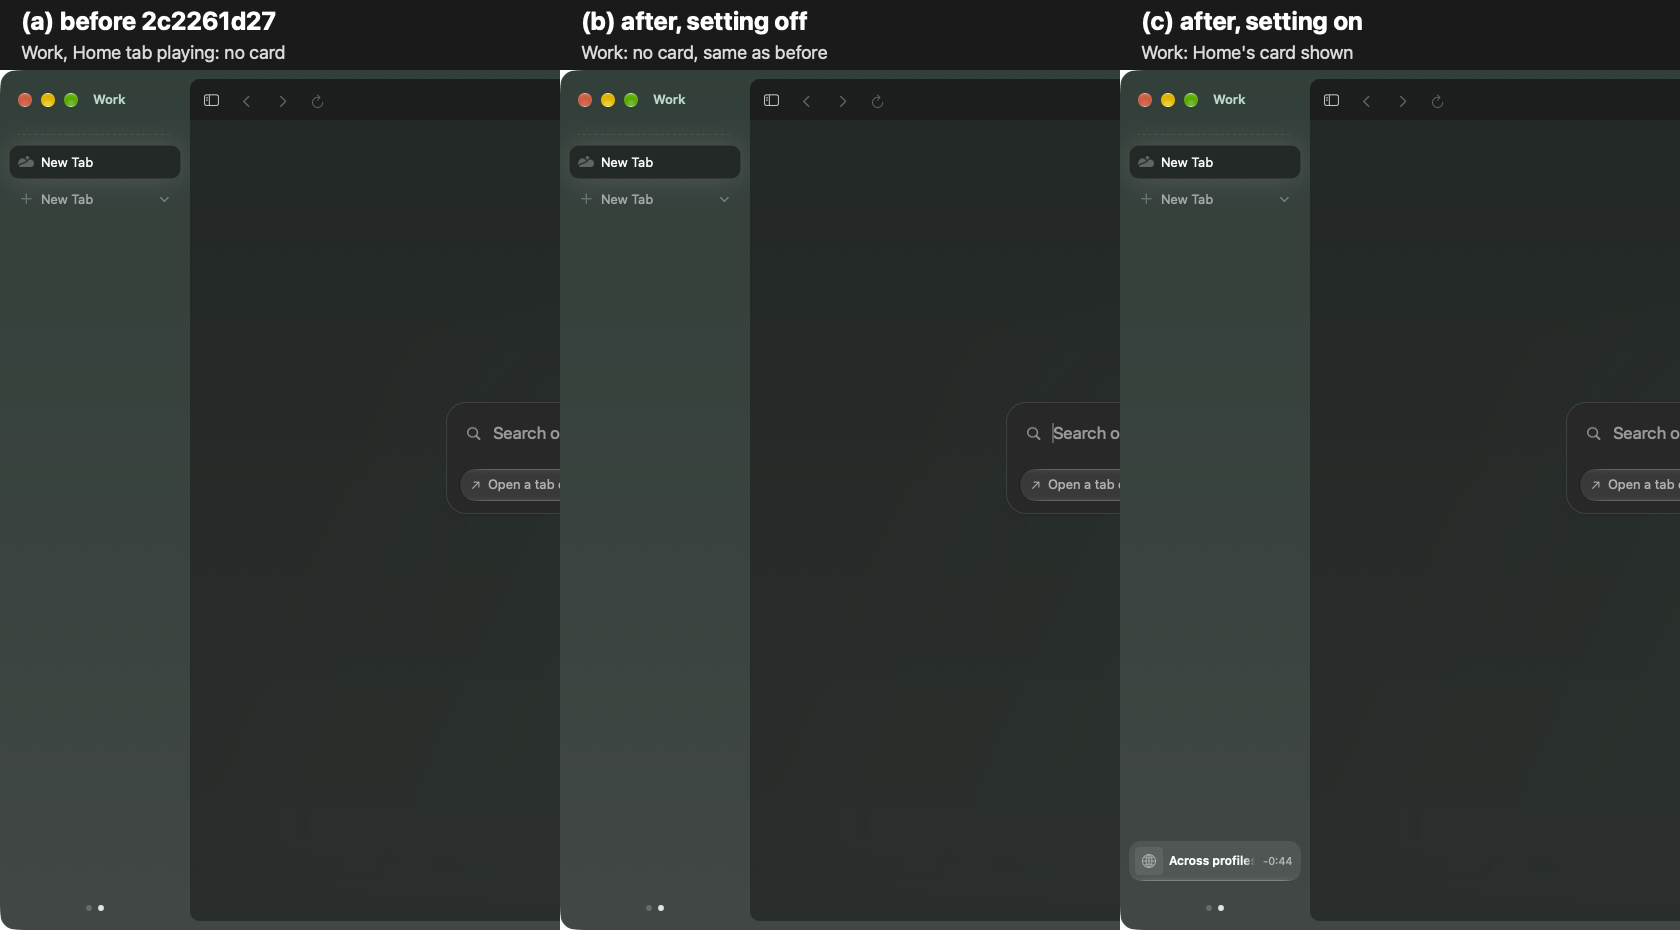 (a) before 2c2261d27
Work, Home tab playing: no card
Work
New Tab
New Tab
Search o
Open a tab
(b) after, setting off
Work: no card, same as before
Work
New Tab
New Tab
Search o
Open a tab
(c) after, setting on
Work: Home's card shown
Work
New Tab
New Tab
Search o
Open a tab
Across profiles -0:44